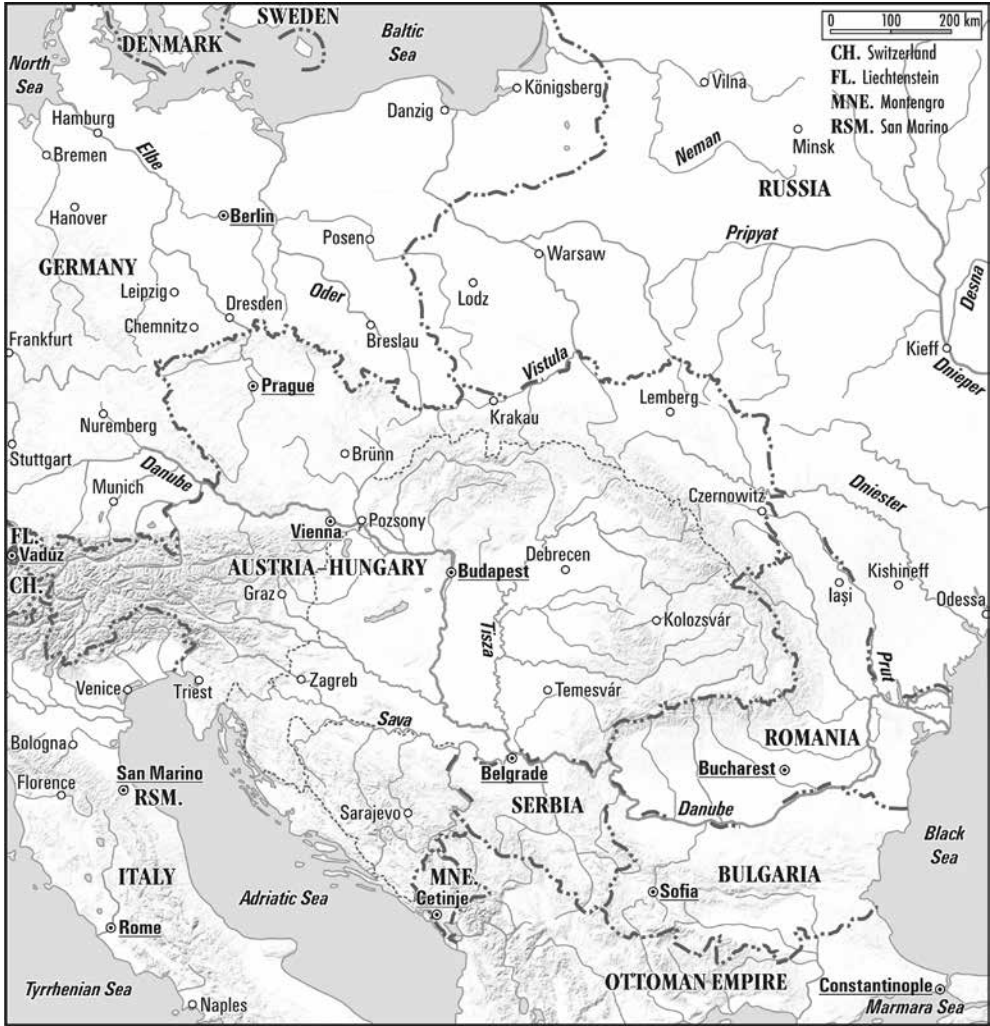 SWEDEN
DENMARK
Baltic
Sea
North
Sea
0 100 200 km
CH. Switzerland
FL. Liechtenstein
MNE. Montengro
RSM. San Marino
Königsberg
Vilna
Danzig
Hamburg
Minsk
Bremen
Elbe
Neman
RUSSIA
Hanover
Berlin
Posen
Warsaw
Pripyat
GERMANY
Leipzig
Oder
Lodz
Desna
Dresden
Chemnitz
Breslau
Frankfurt
Kieff
Vistula
Dnieper
Prague
Krakau
Lemberg
Nuremberg
Stuttgart
Brünn
Danube
Munich
Czernowitz
Dniester
FL.
Vienna
Pozsony
Vadúz
Debrecen
AUSTRIA–HUNGARY
Budapest
Kishineff
CH.
Graz
Iași
Odessa
Kolozsvár
Tisza
Prut
Venice
Triest
Zagreb
Temesvár
Sava
ROMANIA
Bologna
Belgrade
Bucharest
San Marino
RSM.
Florence
SERBIA
Danube
Sarajevo
Black
Sea
ITALY
MNE.
BULGARIA
Adriatic Sea
Cetinje
Sofia
Rome
OTTOMAN EMPIRE
Constantinople
Tyrrhenian Sea
Naples
Marmara Sea